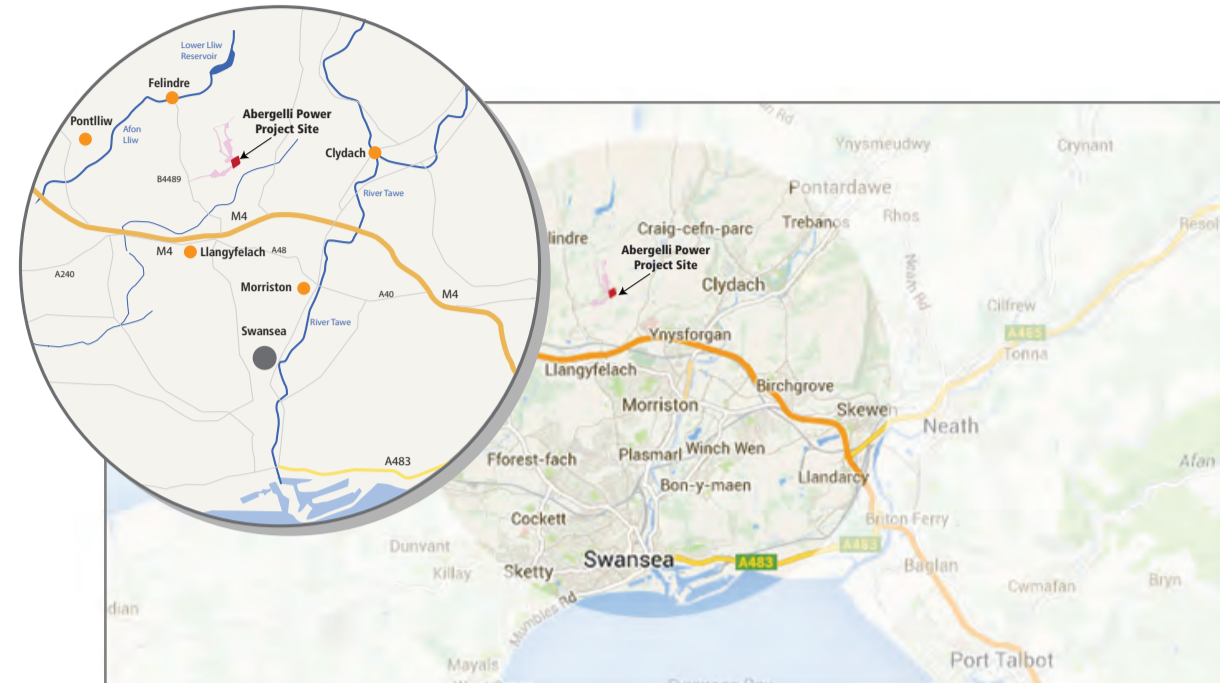 Lower Lliw
Reservoir
Felindre
Pontlliw
Afon
Lliw
Abergelli Power
Project Site
Clydach
B4489
River Tawe
M4
M4
Llangyfelach
A48
A240
Morriston
A40
M4
Swansea
River Tawe
A483
Ynysmeudwy
Crynant
Pontardawe
Trebanos
Rhos
lindre
Craig-cefn-parc
Abergelli Power
Project Site
Clydach
Neath Rd
Cilfrew
A465
Tonna
Ynysforgan
Llangyfelach
Birchgrove
Morriston
Skewen
Neath
Fforest-fach
Plasmarl
Winch Wen
Bon-y-maen
Llandarcy
Afan
Cockett
Briton Ferry
Dunvant
Killay
Sketty
Swansea
A483
A483
Baglan
Cwmafan
Bryn
dian
Mumbles Rd
Mayals
Port Talbot